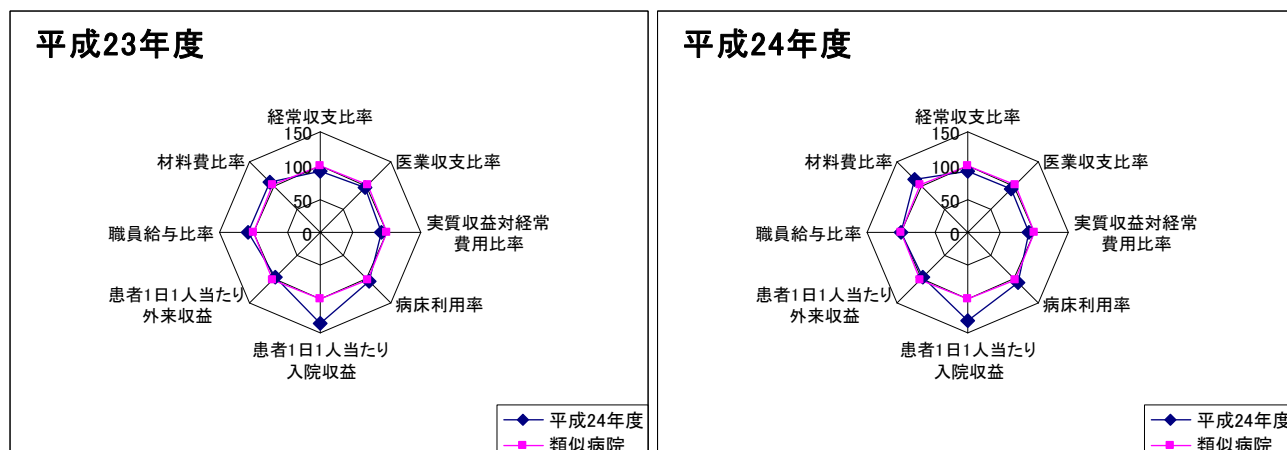 平成23年度
経常収支比率
150
100
50
0
医業収支比率
実質収益対経常
費用比率
病床利用率
患者1日1人当たり
入院収益
患者1日1人当たり
外来収益
職員給与比率
材料費比率
平成24年度
類似病院
平成24年度
経常収支比率
150
100
50
0
医業収支比率
実質収益対経常
費用比率
病床利用率
患者1日1人当たり
入院収益
患者1日1人当たり
外来収益
職員給与比率
材料費比率
平成24年度
類似病院